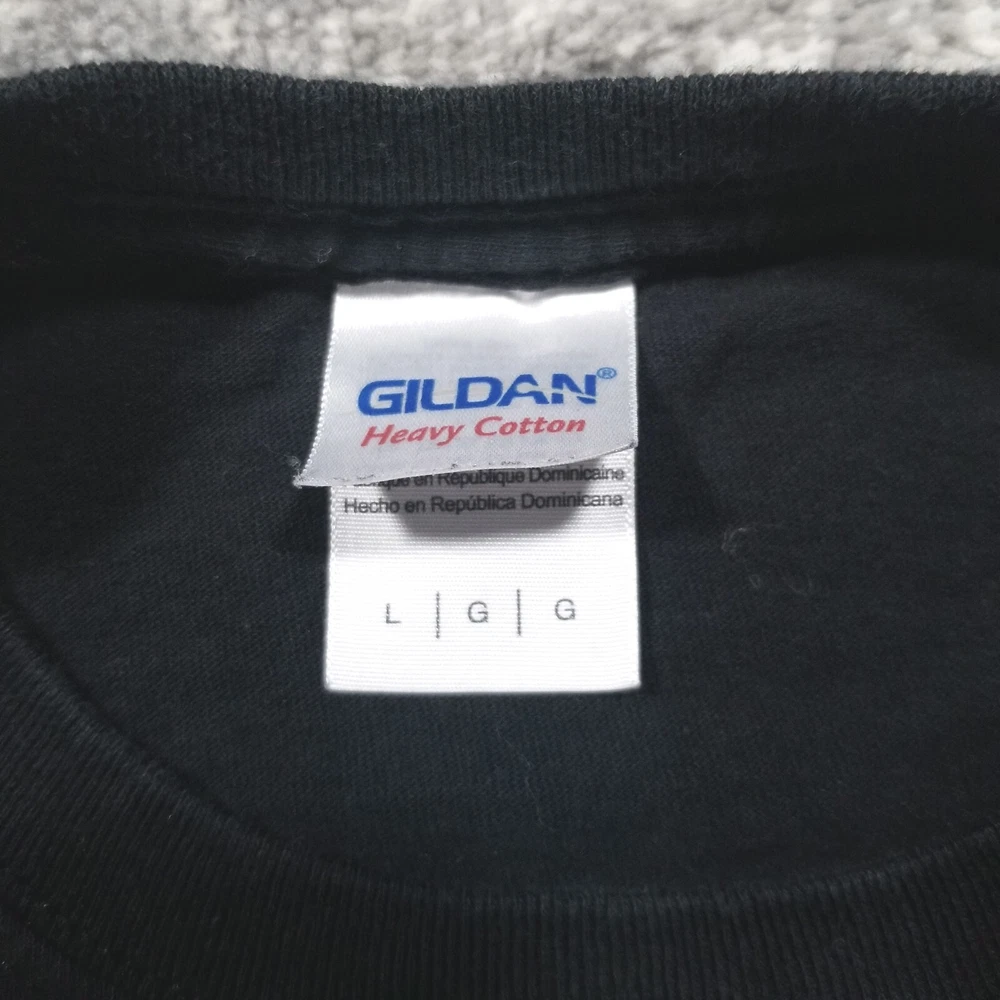 GILDAN®
Heavy Cotton
en République Dominicaine
Hecho en República Dominicana
L | G | G